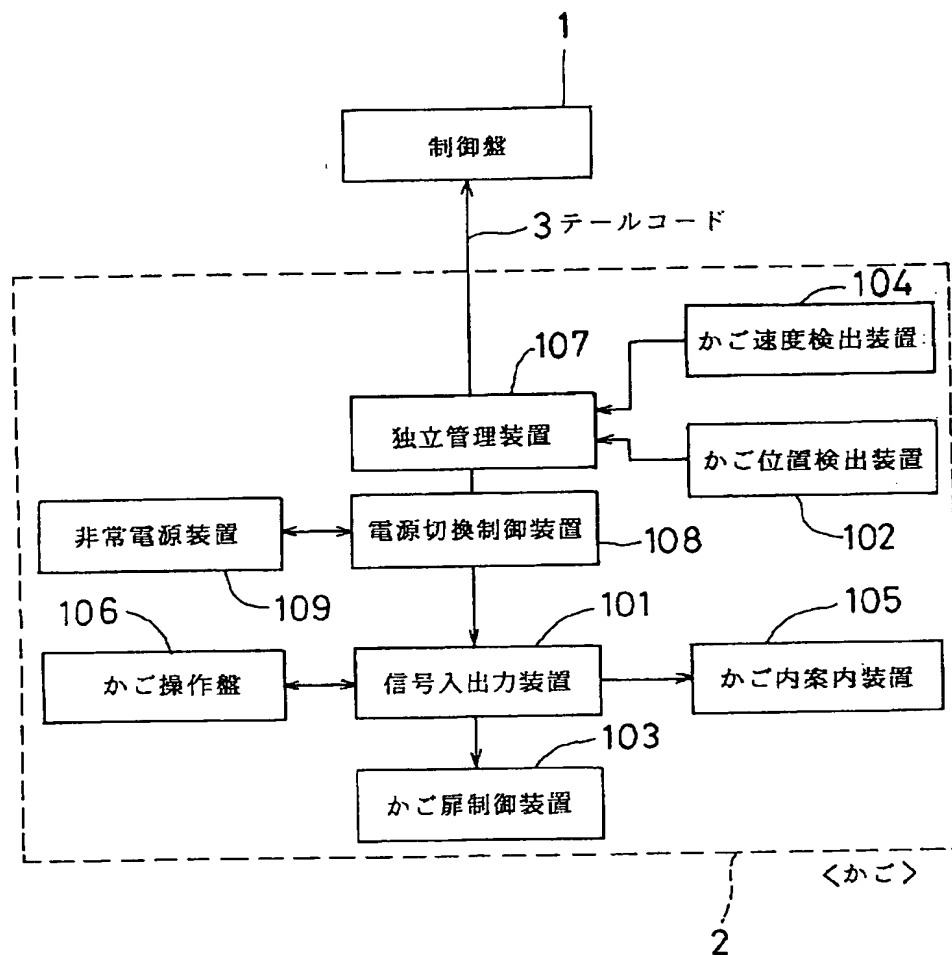 1
制御盤
3 テールコード
104
かご速度検出装置
107
独立管理装置
かご位置検出装置
102
非常電源装置
電源切換制御装置
108
109
106
101
105
かご操作盤
信号入出力装置
かご内案内装置
103
かご扉制御装置
<かご>
2